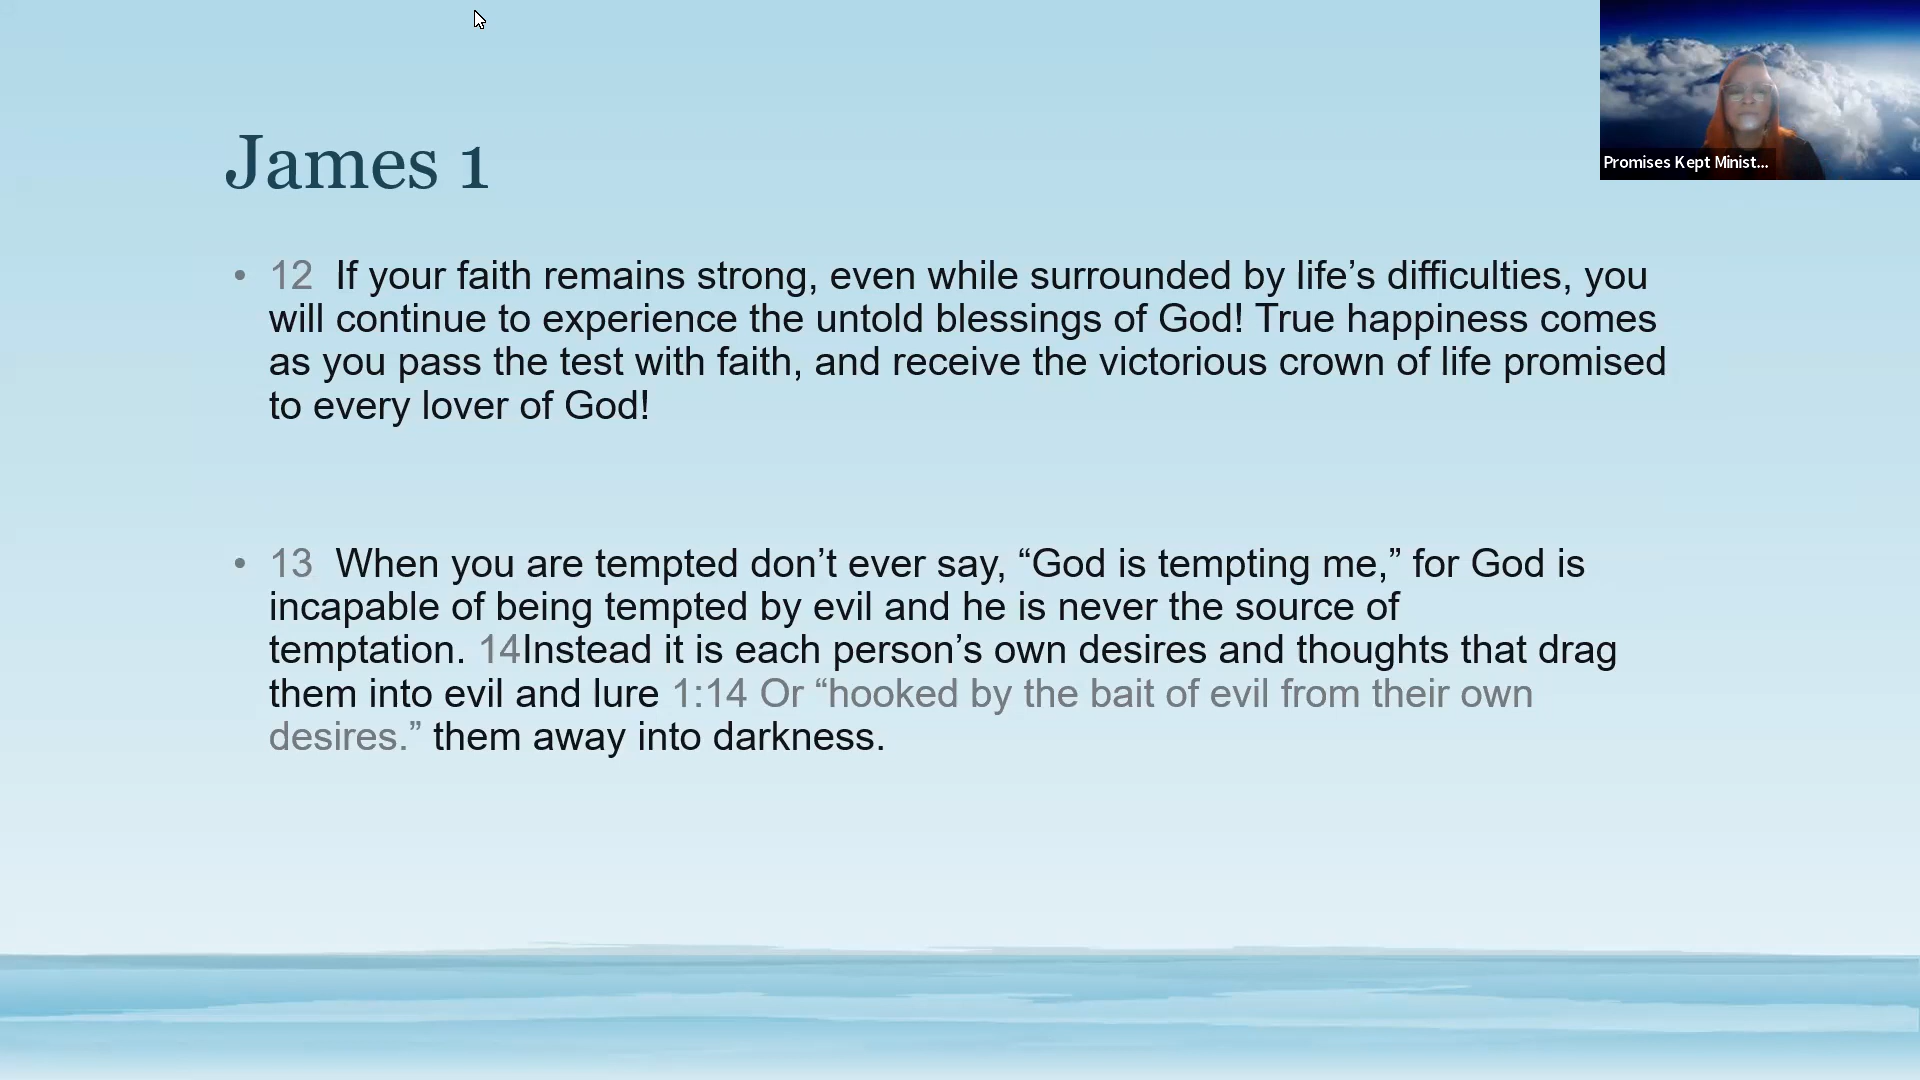 Promises Kept Minist...
James 1
• 12 If your faith remains strong, even while surrounded by life’s difficulties, you
will continue to experience the untold blessings of God! True happiness comes
as you pass the test with faith, and receive the victorious crown of life promised
to every lover of God!
• 13 When you are tempted don’t ever say, “God is tempting me,” for God is
incapable of being tempted by evil and he is never the source of
temptation. 14Instead it is each person’s own desires and thoughts that drag
them into evil and lure 1:14 Or “hooked by the bait of evil from their own
desires.” them away into darkness.